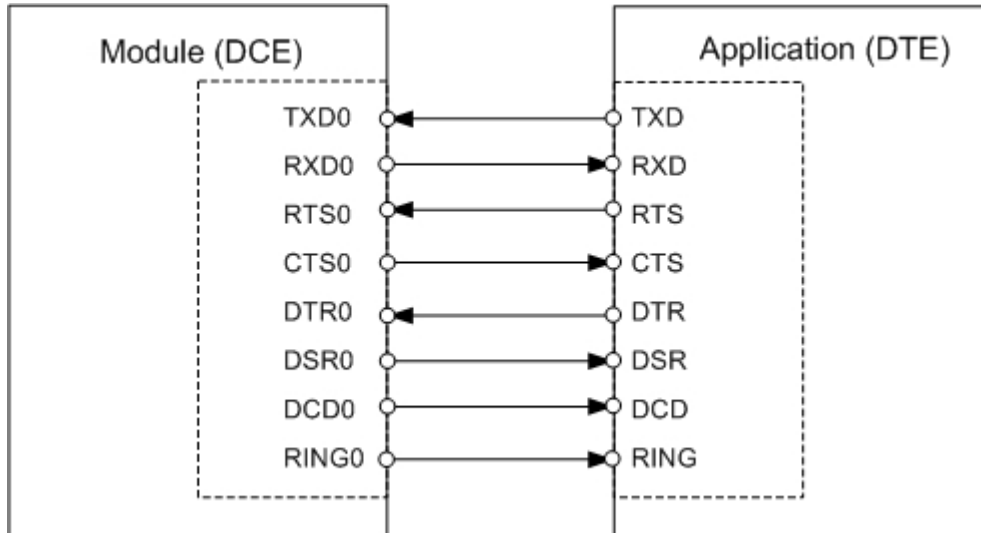 Module (DCE)
Application (DTE)
TXD0
TXD
RXD0
RXD
RTS0
RTS
CTS0
CTS
DTR0
DTR
DSR0
DSR
DCD0
DCD
RING0
RING